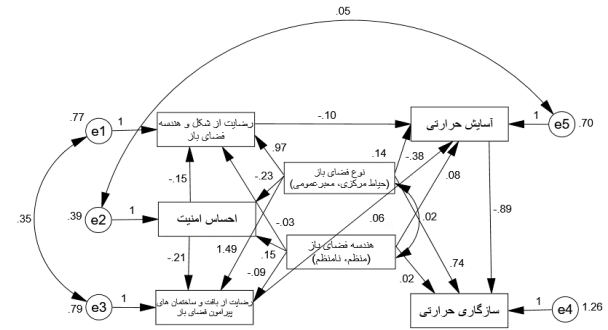 .05
.77
e1
1
رضایت از شکل و هندسه
فضای باز
-.10
آسایش حرارتی
1
e5
.70
.97
.14
-.38
-.15
-.23
نوع فضای باز
(حیاط مرکزی، معبرعمومی)
.08
.35
.39
e2
1
احساس امنیت
-.03
.06
.02
-.89
-.21
1.49
.15
هندسه فضای باز
(منظم، نامنظم)
.74
-.09
.02
.79
e3
1
رضایت از بافت و ساختمان های
پیرامون فضای باز
سازگاری حرارتی
1
e4
1.26